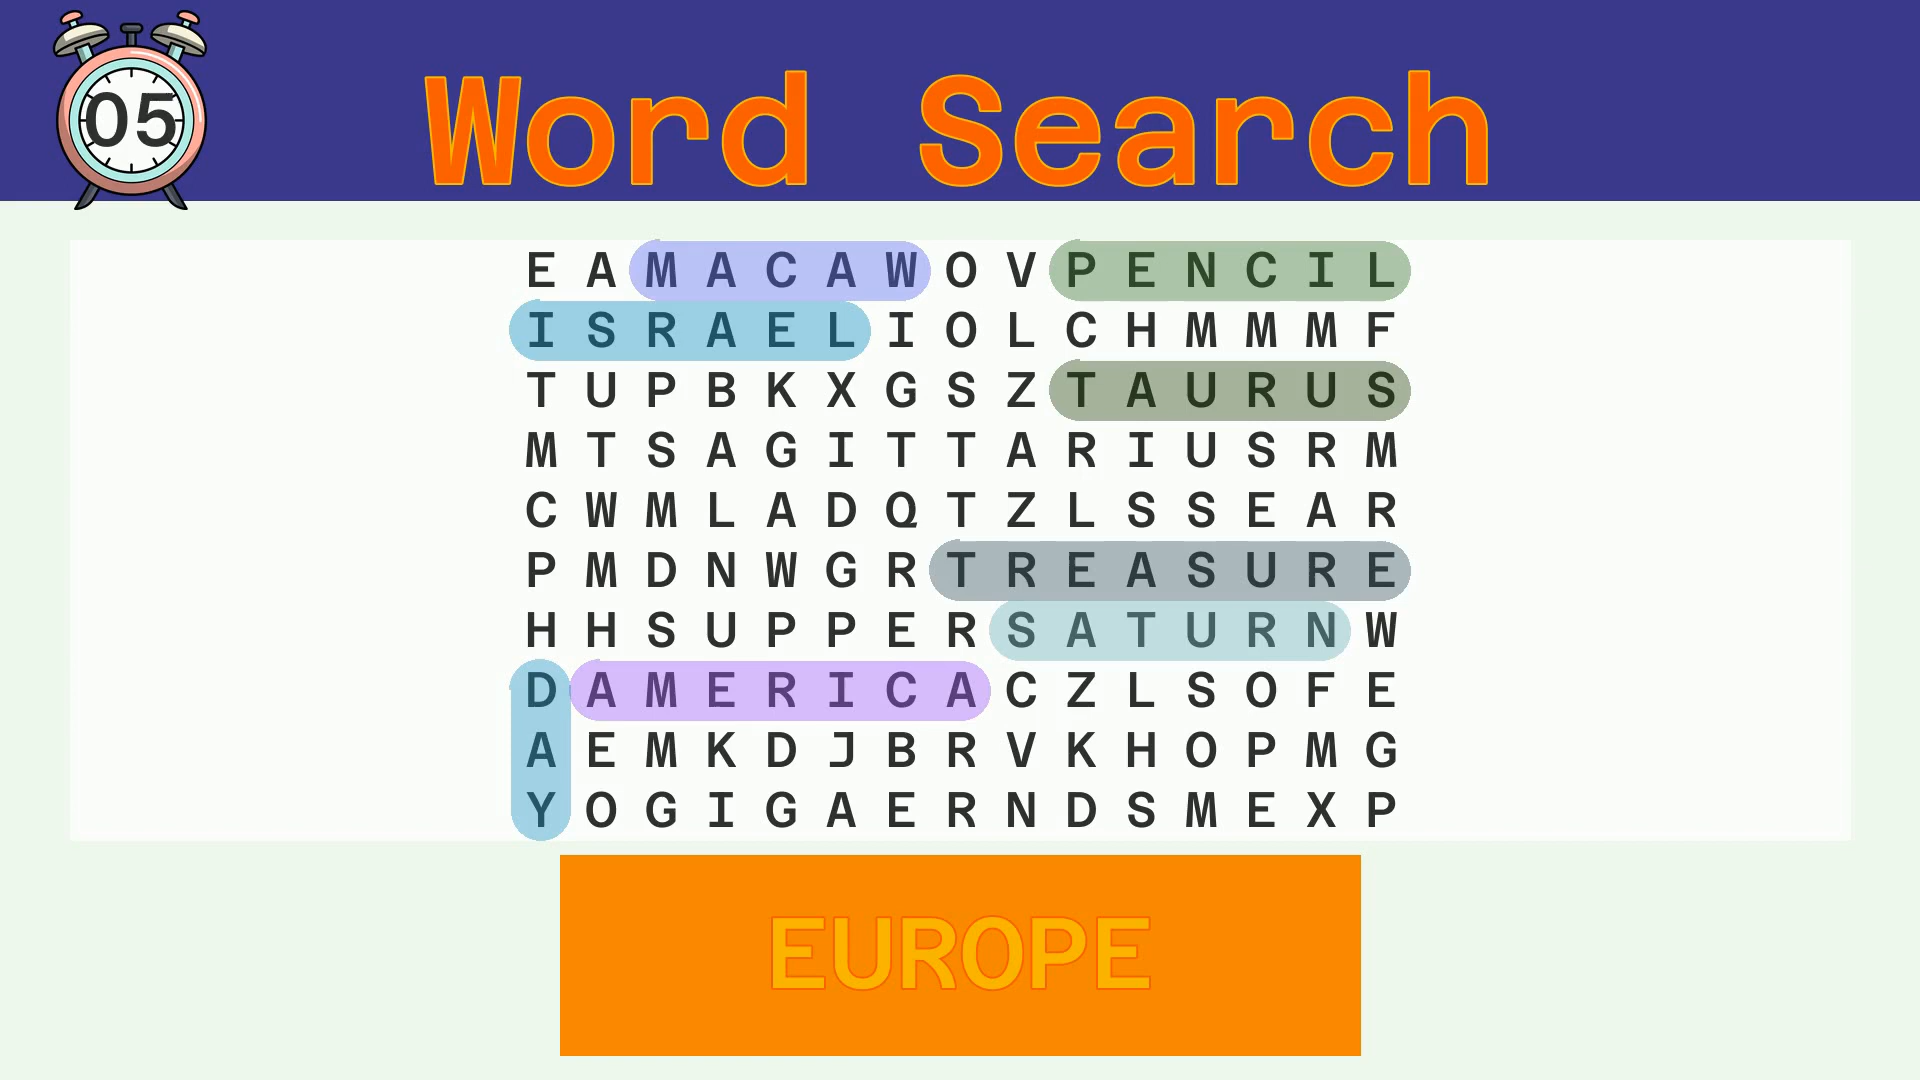 05
Word Search
E A M A C A W O V P E N C I L
I S R A E L I O L C H M M M F
T U P B K X G S Z T A U R U S
M T S A G I T T A R I U S R M
C W M L A D Q T Z L S S E A R
P M D N W G R T R E A S U R E
H H S U P P E R S A T U R N W
D A M E R I C A C Z L S O F E
A E M K D J B R V K H O P M G
Y O G I G A E R N D S M E X P
EUROPE